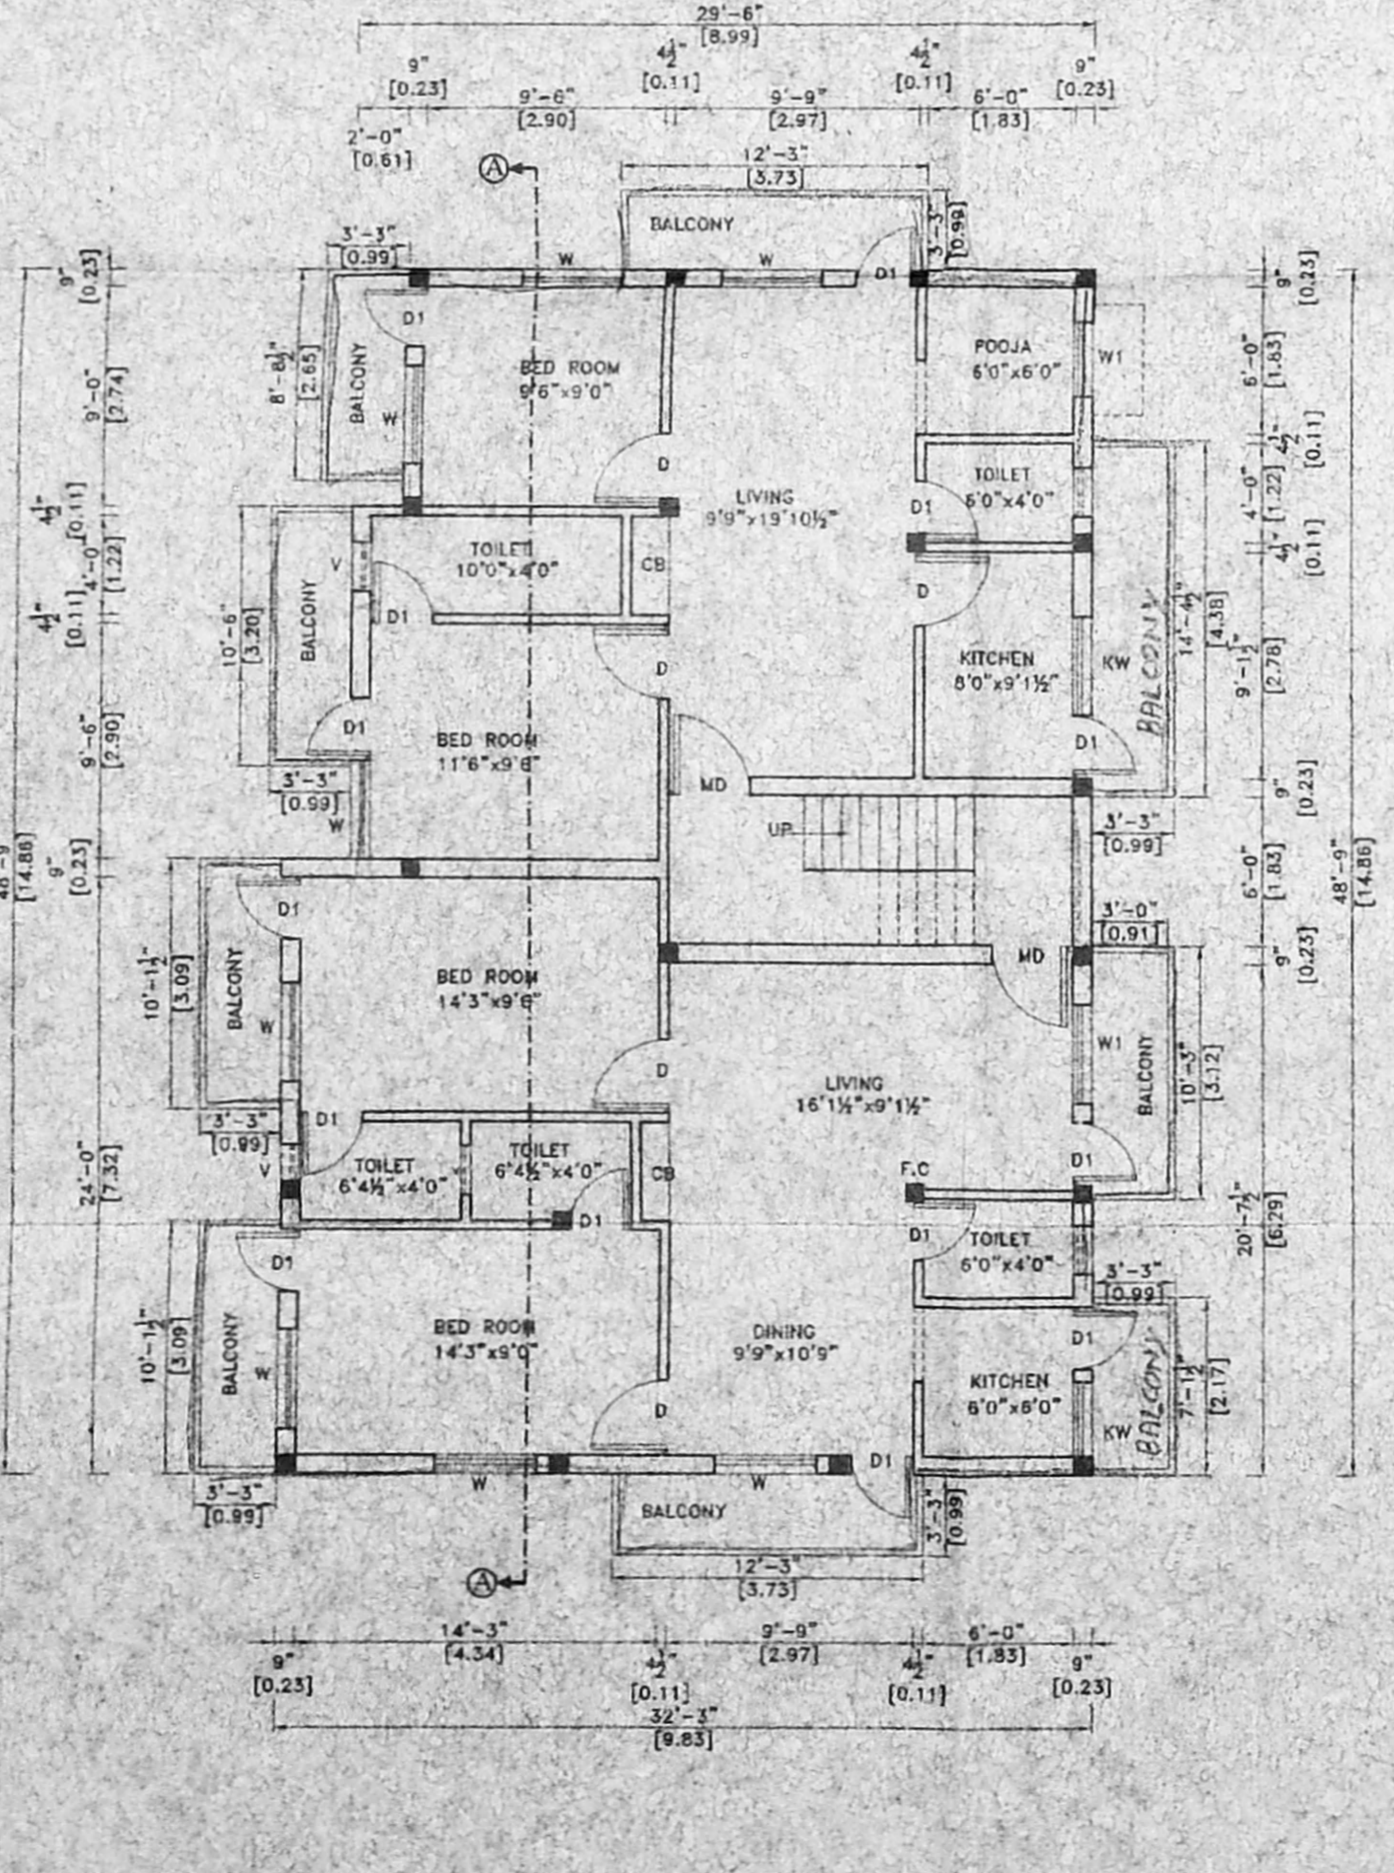 29'-6"
[8.99]
9"
[0.23]
4½"
[0.11]
4½"
[0.11]
9"
[0.23]
9'-6"
[2.90]
9'-9"
[2.97]
6'-0"
[1.83]
2'-0"
[0.61]
A
12'-3"
[3.73]
BALCONY
3'-3"
[0.99]
3'-3"
[0.99]
W
W
D1
9"
[0.23]
9"
[0.23]
D1
8'-8½"
[2.65]
BALCONY
W
BED ROOM
9'6"x9'0"
POOJA
6'0"x6'0"
W1
6'-0"
[1.83]
9'-0"
[2.74]
D
4½"
[0.11]
LIVING
9'9"x19'10½"
TOILET
6'0"x4'0"
D1
4'-0"
[1.22]
4½"
[0.11]
4½"
[0.11]
TOILET
10'0"x4'0"
V
CB
4'-0"
[1.22]
D
BALCONY
D1
4½"
[0.11]
10'-6"
[3.20]
D
KITCHEN
8'0"x9'1½"
KW
BALCONY
14'-4½"
[4.38]
9'-1½"
[2.78]
D1
BED ROOM
11'6"x9'6"
D1
9'-6"
[2.90]
MD
3'-3"
[0.99]
W
9"
[0.23]
UP
3'-3"
[0.99]
48'-9"
[14.86]
9"
[0.23]
6'-0"
[1.83]
48'-9"
[14.86]
D1
3'-0"
[0.91]
MD
9"
[0.23]
10'-1½"
[3.09]
BALCONY
W
BED ROOM
14'3"x9'6"
W1
BALCONY
10'-3"
[3.12]
D
LIVING
16'1½"x9'1½"
3'-3"
[0.99]
D1
V
TOILET
6'4½"x4'0"
TOILET
6'4½"x4'0"
CB
F.C
D1
24'-0"
[7.32]
D1
D1
TOILET
6'0"x4'0"
20'-7½"
[6.29]
D1
3'-3"
[0.99]
10'-1½"
[3.09]
BALCONY
W
BED ROOM
14'3"x9'0"
DINING
9'9"x10'9"
D1
KITCHEN
6'0"x6'0"
KW
BALCONY
7'-1½"
[2.17]
D
D1
W
W
3'-3"
[0.99]
BALCONY
3'-3"
[0.99]
12'-3"
[3.73]
A
14'-3"
[4.34]
9'-9"
[2.97]
6'-0"
[1.83]
9"
[0.23]
4½"
[0.11]
4½"
[0.11]
9"
[0.23]
32'-3"
[9.83]